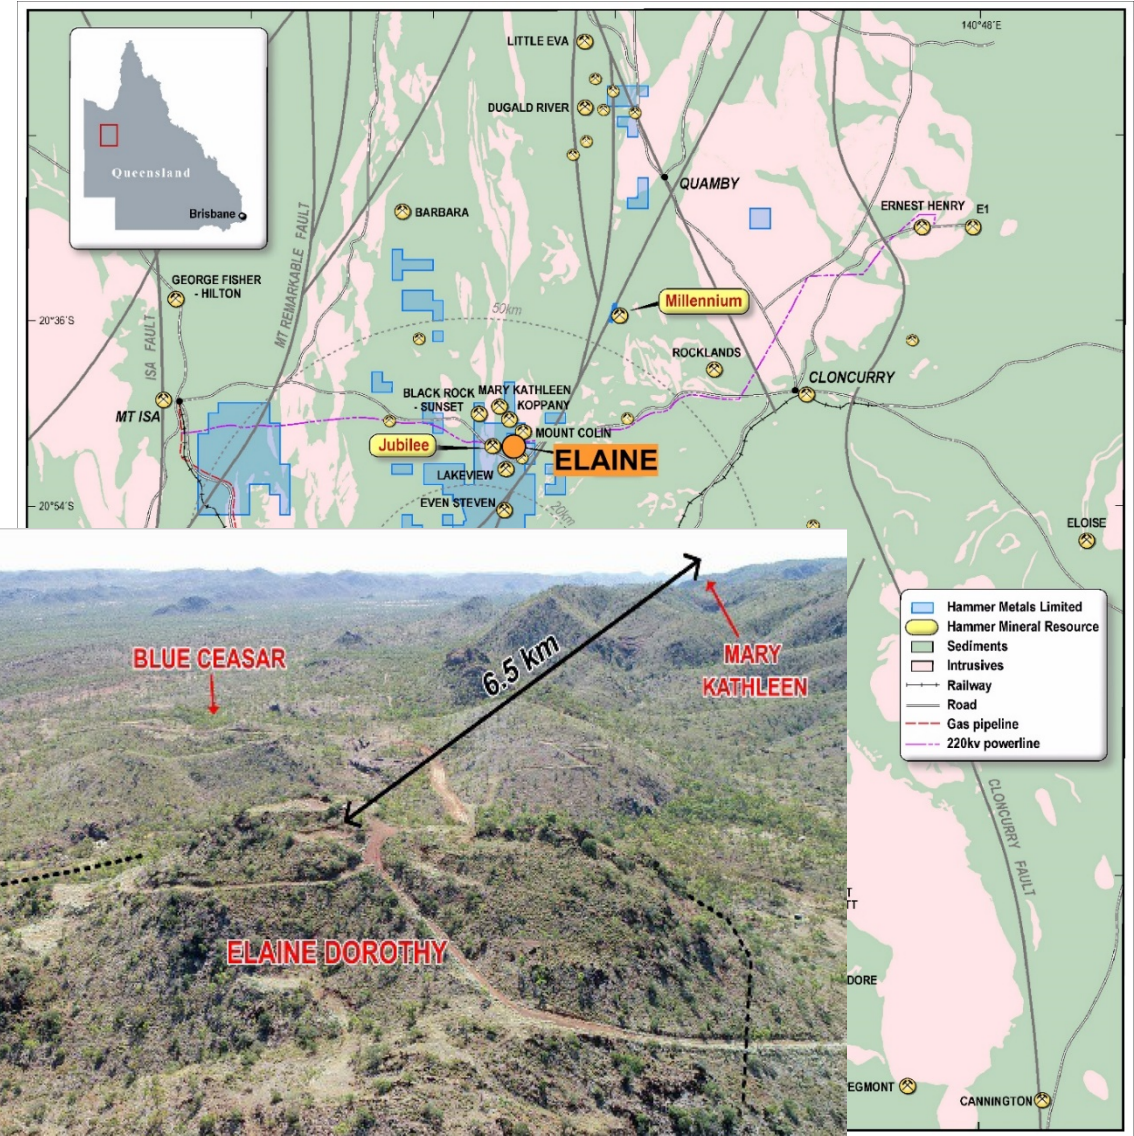 140°48´E
LITTLE EVA
DUGALD RIVER
QUAMBY
Queensland
Brisbane
BARBARA
ERNEST HENRY
E1
MT REMARKABLE FAULT
GEORGE FISHER
- HILTON
Millennium
50km
20°36´S
ISA FAULT
ROCKLANDS
CLONCURRY
BLACK ROCK
- SUNSET
MARY KATHLEEN
KOPPANY
MT ISA
MOUNT COLIN
Jubilee
ELAINE
LAKEVIEW
EVEN STEVEN
20km
20°54´S
ELOISE
Hammer Metals Limited
Hammer Mineral Resource
Sediments
Intrusives
Railway
Road
Gas pipeline
220kv powerline
6.5 km
BLUE CEASAR
MARY
KATHLEEN
CLONCURRY FAULT
ELAINE DOROTHY
TT
DORE
EGMONT
CANNINGTON